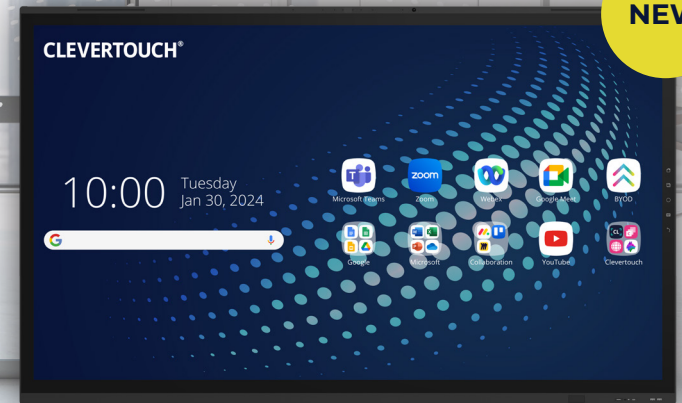 NEW
CLEVERTOUCH®
10:00
Tuesday
Jan 30, 2024
Microsoft Teams
zoom
Zoom
Webex
Google Meet
BYOD
Google
Microsoft
Collaboration
YouTube
Clevertouch